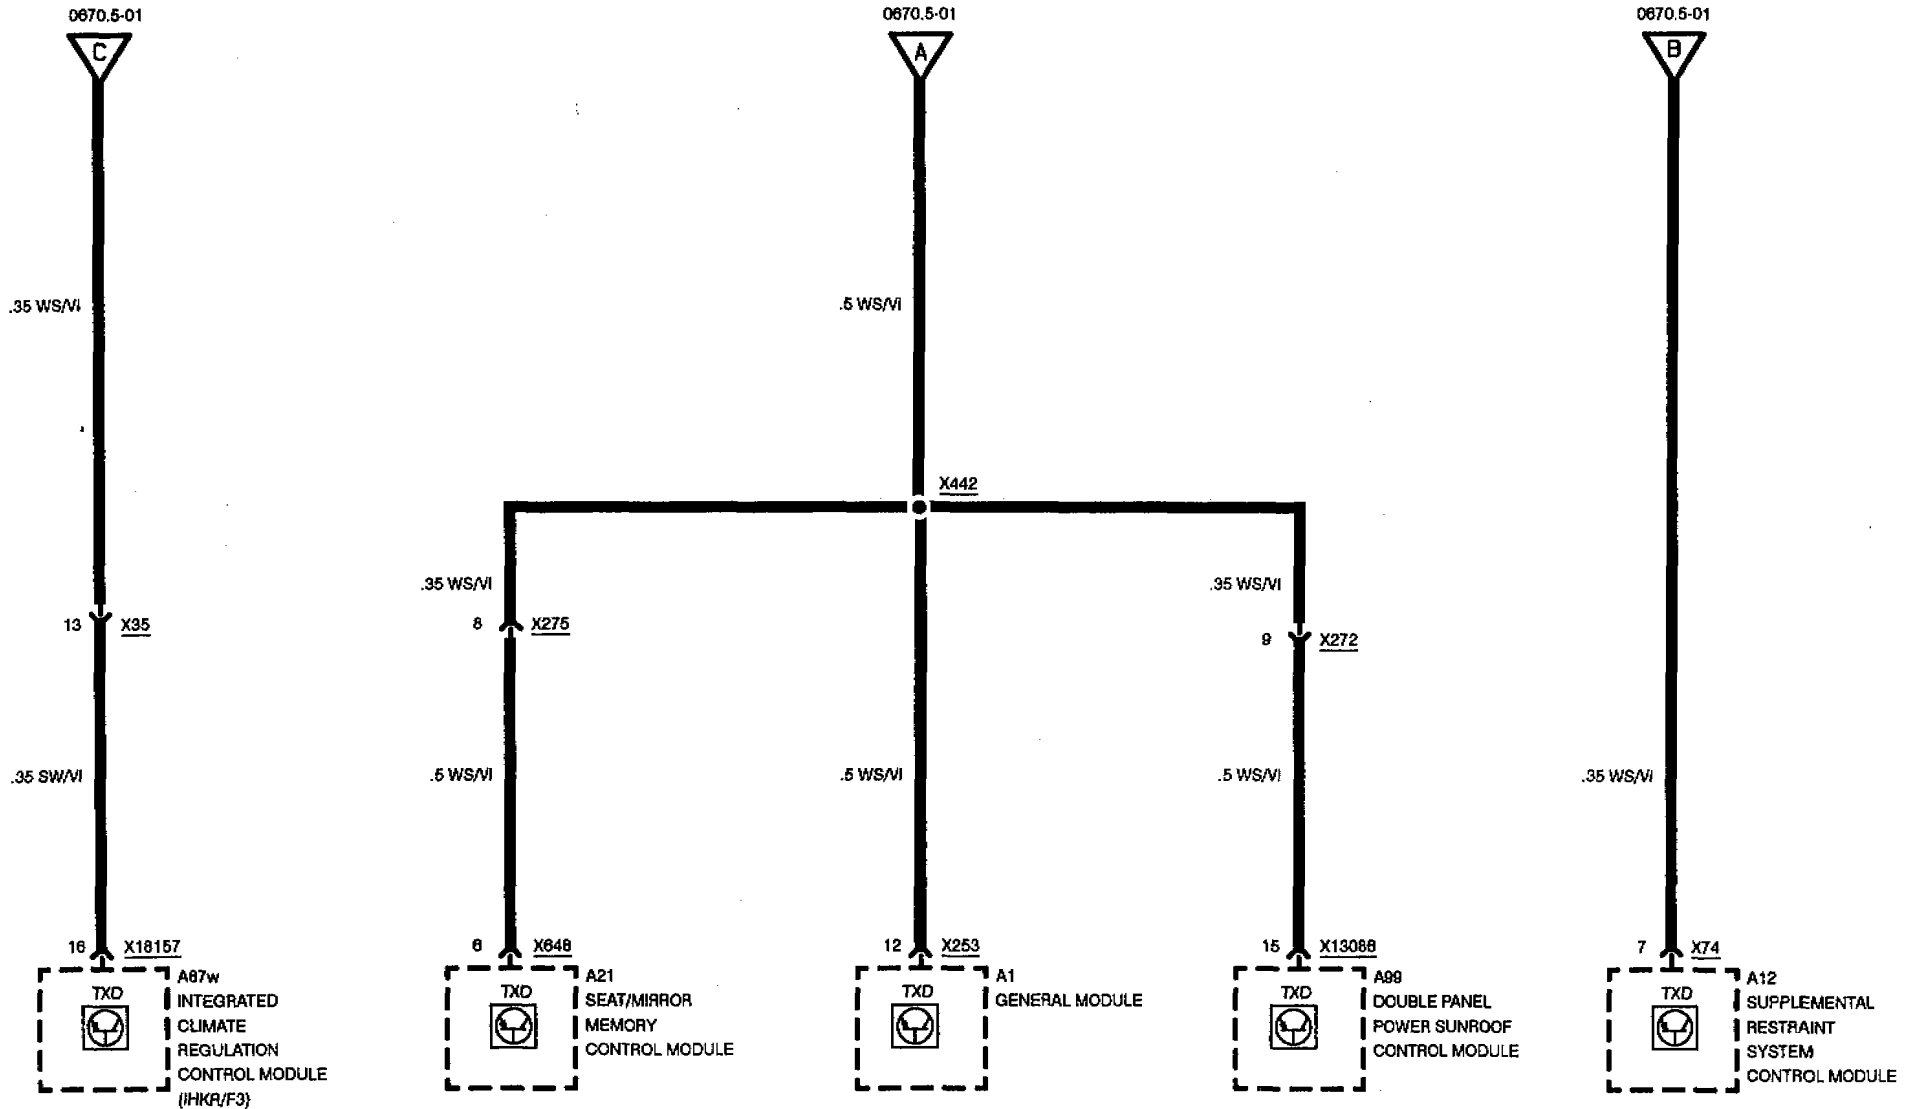 0670.5-01
0670.5-01
0670.5-01
C
A
B
.35 WS/VI
.5 WS/VI
X442
.35 WS/VI
.35 WS/VI
13 X35
8 X275
9 X272
.35 SW/VI
.5 WS/VI
.5 WS/VI
.5 WS/VI
.35 WS/VI
16 X18157
6 X648
12 X253
15 X13088
7 X74
A87w
TXD
INTEGRATED
CLIMATE
REGULATION
CONTROL MODULE
(IHKR/F3)
A21
TXD
SEAT/MIRROR
MEMORY
CONTROL MODULE
A1
TXD
GENERAL MODULE
A99
TXD
DOUBLE PANEL
POWER SUNROOF
CONTROL MODULE
A12
TXD
SUPPLEMENTAL
RESTRAINT
SYSTEM
CONTROL MODULE